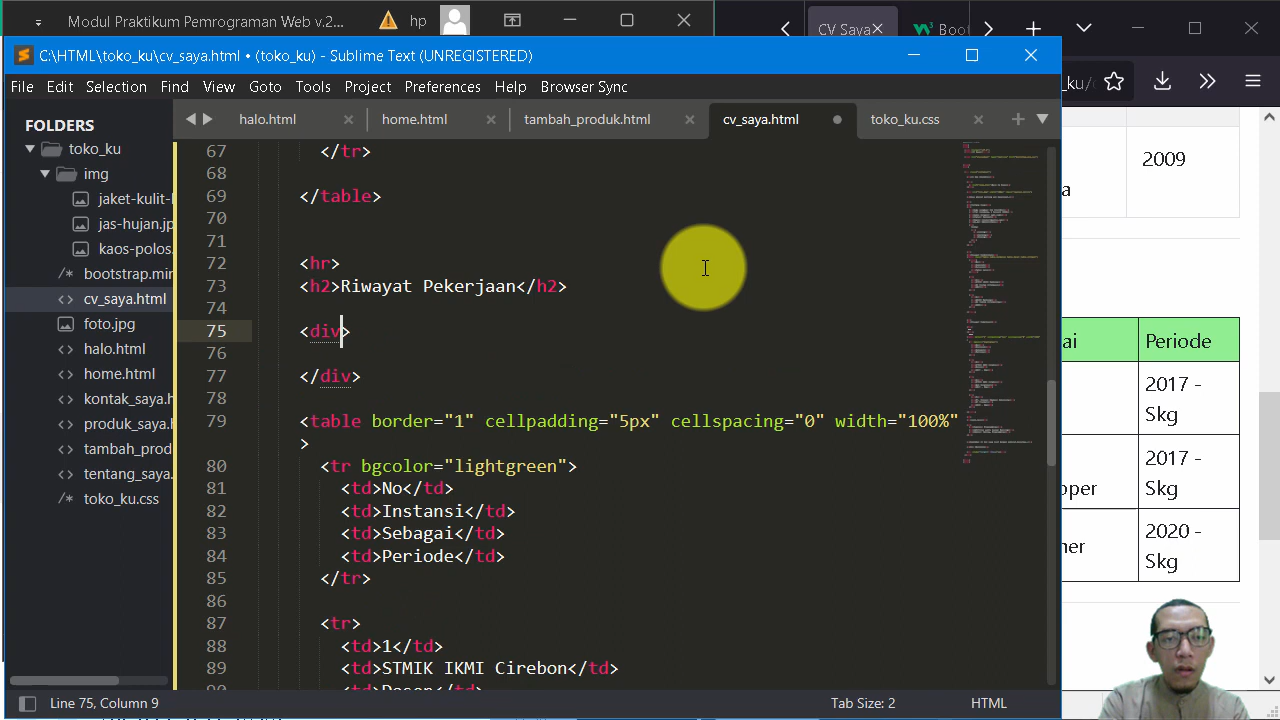 Modul Praktikum Pemrograman Web v.2...
hp
CV Saya
Boot
C:\HTML\toko_ku\cv_saya.html • (toko_ku) - Sublime Text (UNREGISTERED)
File Edit Selection Find View Goto Tools Project Preferences Help Browser Sync
_ku/
FOLDERS
toko_ku
img
jaket-kulit-
kemejan.jp
kaos-polos.
/* bootstrap.min
<> cv_saya.html
foto.jpg
<> halo.html
<> home.html
<> kontak_saya.h
<> produk_saya.h
<> tambah_prod
<> tentang_saya.
/* toko_ku.css
halo.html
home.html
tambah_produk.html
cv_saya.html
toko_ku.css
67 </tr>
68
69 </table>
70
71
72 <hr>
73 <h2>Riwayat Pekerjaan</h2>
74
75 <div>
76
77 </div>
78
79 <table border="1" cellpadding="5px" cellspacing="0" width="100%"
80 <tr bgcolor="lightgreen">
81 <td>No</td>
82 <td>Instansi</td>
83 <td>Sebagai</td>
84 <td>Periode</td>
85 </tr>
86
87 <tr>
88 <td>1</td>
89 <td>STMIK IKMI Cirebon</td>
90 <td>Dosen</td>
2009
a
ai
Periode
2017 -
Skg
2017 -
oper
Skg
2020 -
ner
Skg
Line 75, Column 9
Tab Size: 2
HTML